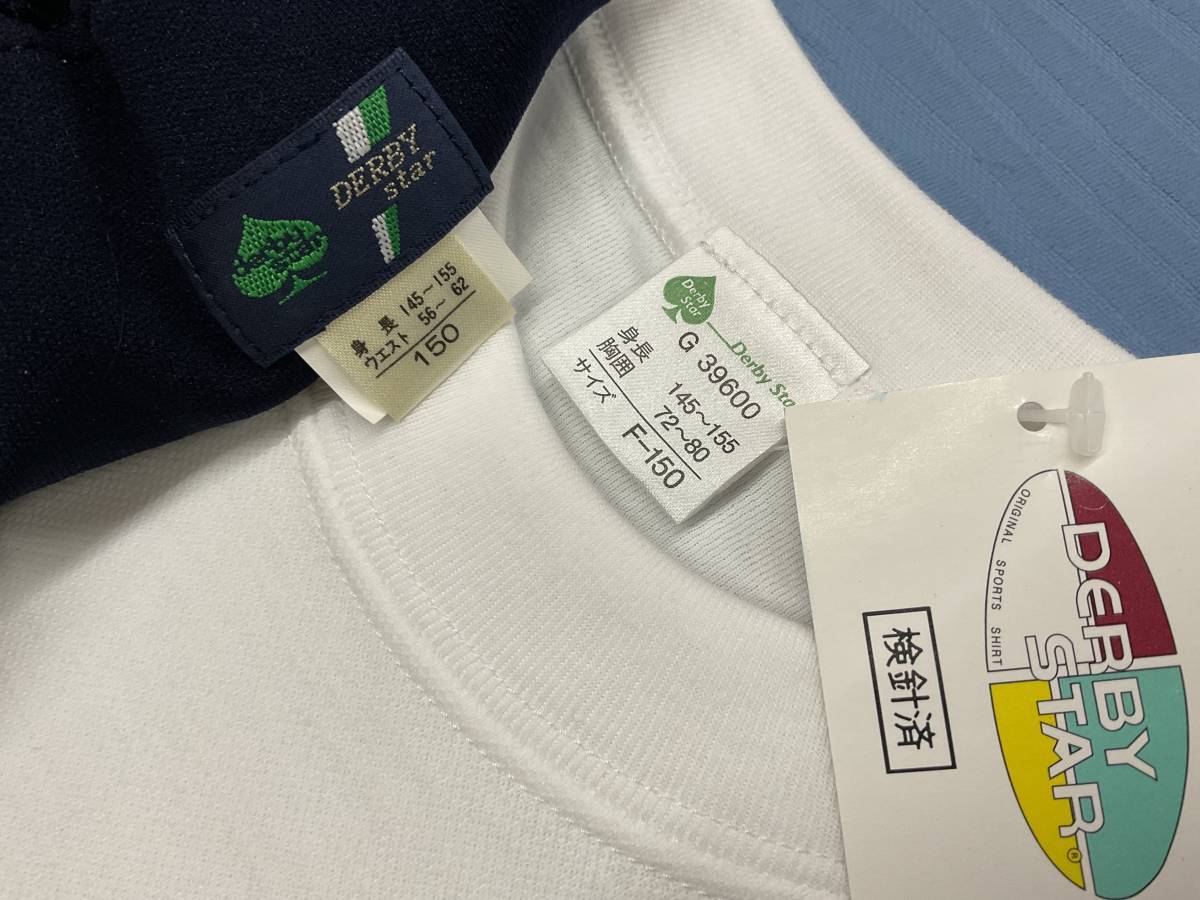 DERBY
star
身長 145～155
ウエスト 56～62
150
Derby
Star
Derby Sta
G 39600
身長 145～155
胸囲 72～80
サイズ F-150
ORIGINAL SPORTS SHIRT
DERBY
STAR®
検針済